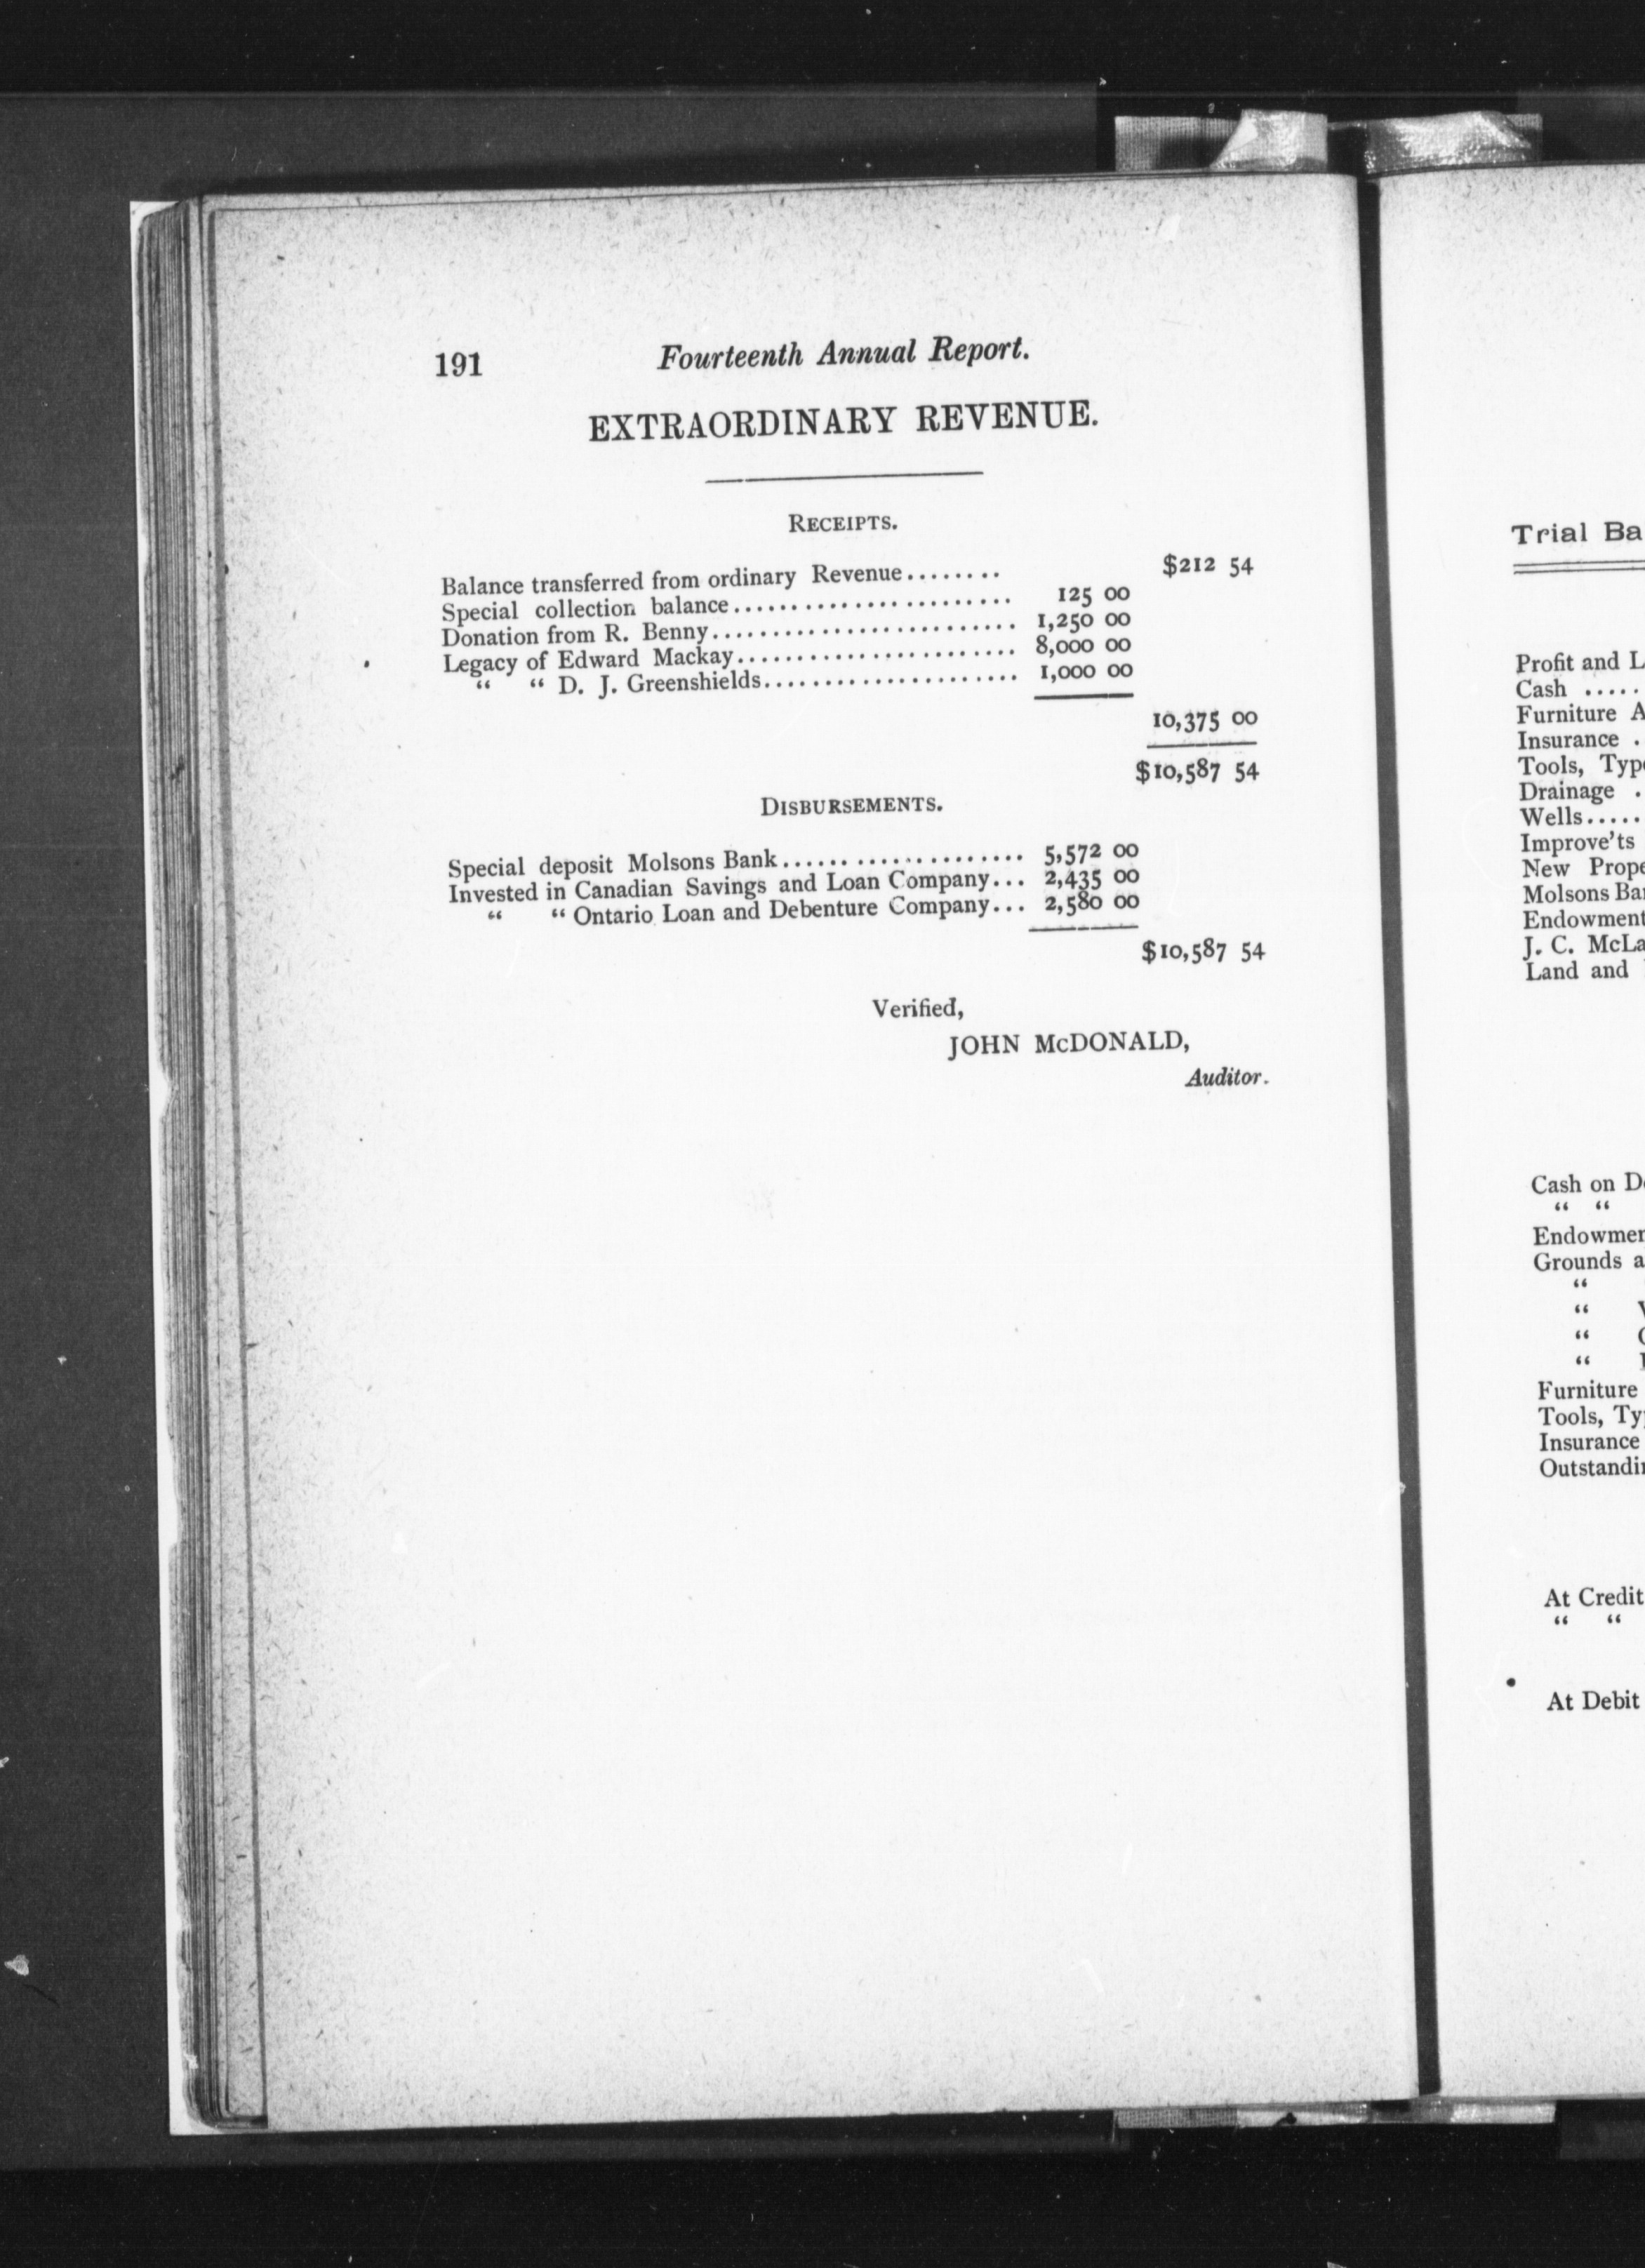 191 Fourteenth Annual Report.
EXTRAORDINARY REVENUE.
RECEIPTS.
Balance transferred from ordinary Revenue........ $212 54
Special collection balance........................ 125 00
Donation from R. Benny.......................... 1,250 00
Legacy of Edward Mackay........................ 8,000 00
“ “ D. J. Greenshields...................... 1,000 00
10,375 00
$10,587 54
DISBURSEMENTS.
Special deposit Molsons Bank..................... 5,572 00
Invested in Canadian Savings and Loan Company... 2,435 00
“ “ Ontario Loan and Debenture Company... 2,580 00
$10,587 54
Verified,
JOHN McDONALD,
Auditor.
Trial Ba
Profit and L
Cash .....
Furniture A
Insurance .
Tools, Type
Drainage .
Wells.....
Improve'ts
New Prope
Molsons Ban
Endowment
J. C. McLa
Land and
Cash on De
“ “
Endowmen
Grounds a
“
“ V
“ C
“
Furniture
Tools, Typ
Insurance
Outstandin
At Credit
“ “
At Debit